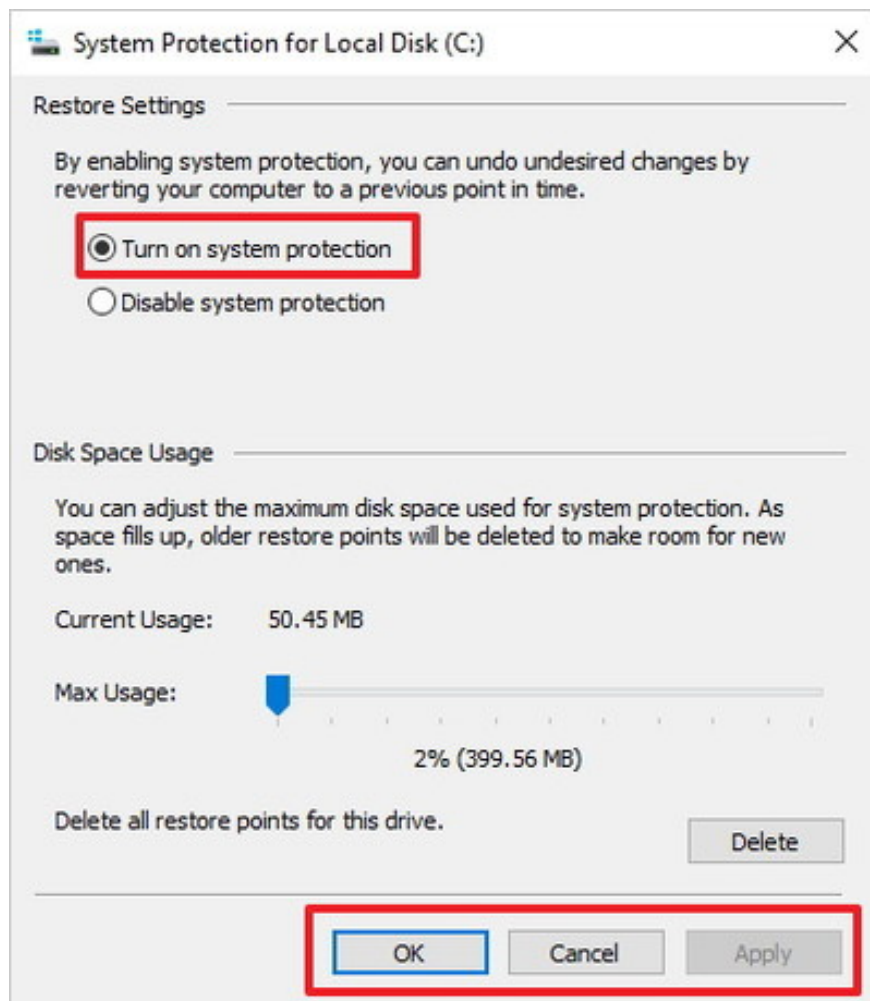 System Protection for Local Disk (C:)
Restore Settings
By enabling system protection, you can undo undesired changes by
reverting your computer to a previous point in time.
Turn on system protection
Disable system protection
Disk Space Usage
You can adjust the maximum disk space used for system protection. As
space fills up, older restore points will be deleted to make room for new
ones.
Current Usage: 50.45 MB
Max Usage:
2% (399.56 MB)
Delete all restore points for this drive.
Delete
OK Cancel Apply